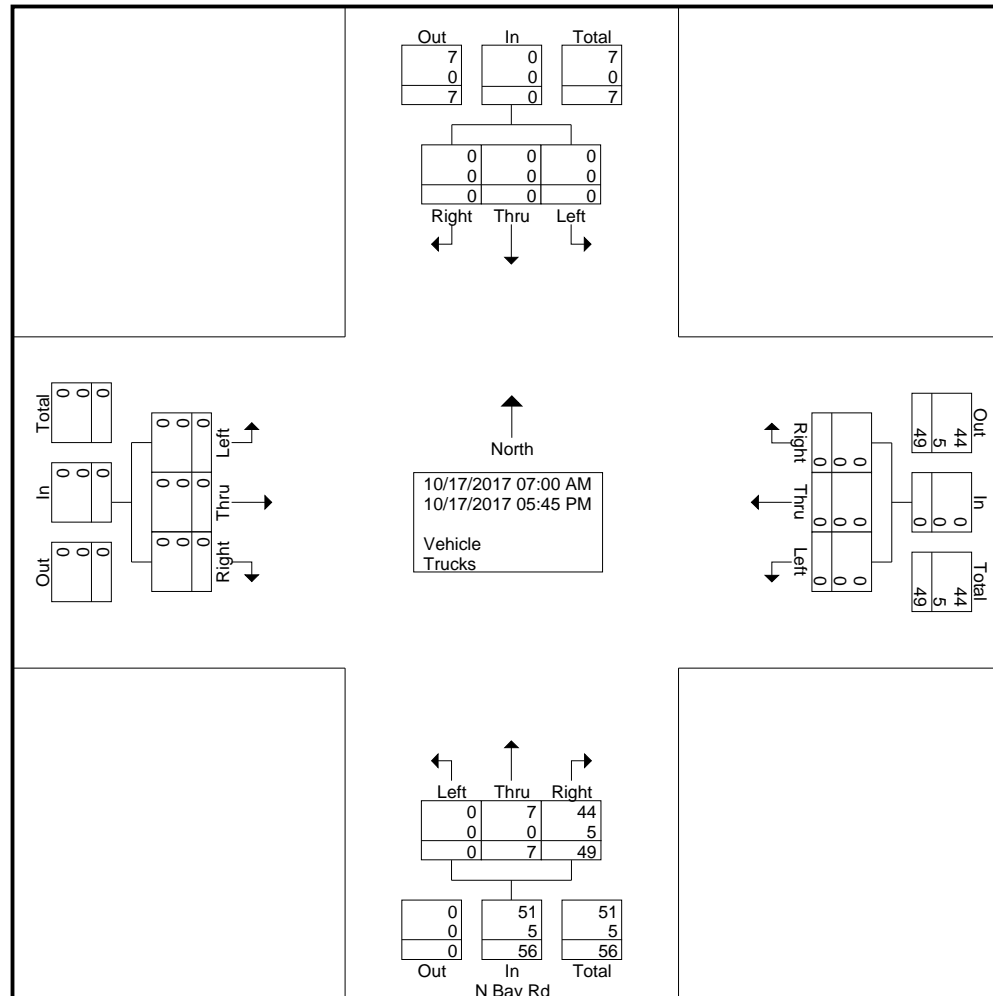 Out In Total
7 0 7
0 0 0
7 0 7
0 0 0
0 0 0
0 0 0
Right Thru Left
Total
0 0 0
In
0 0 0
Out
0 0 0
0 0 0
Left
0 0 0
Thru
0 0 0
Right
North
10/17/2017 07:00 AM
10/17/2017 05:45 PM
Vehicle
Trucks
Right
0 0 0
Thru
0 0 0
Left
0 0 0
Out
44
5
49
In
0
0
0
Total
44
5
49
Left Thru Right
0 7 44
0 0 5
0 7 49
0 51 51
0 5 5
0 56 56
Out In Total
N Bay Rd